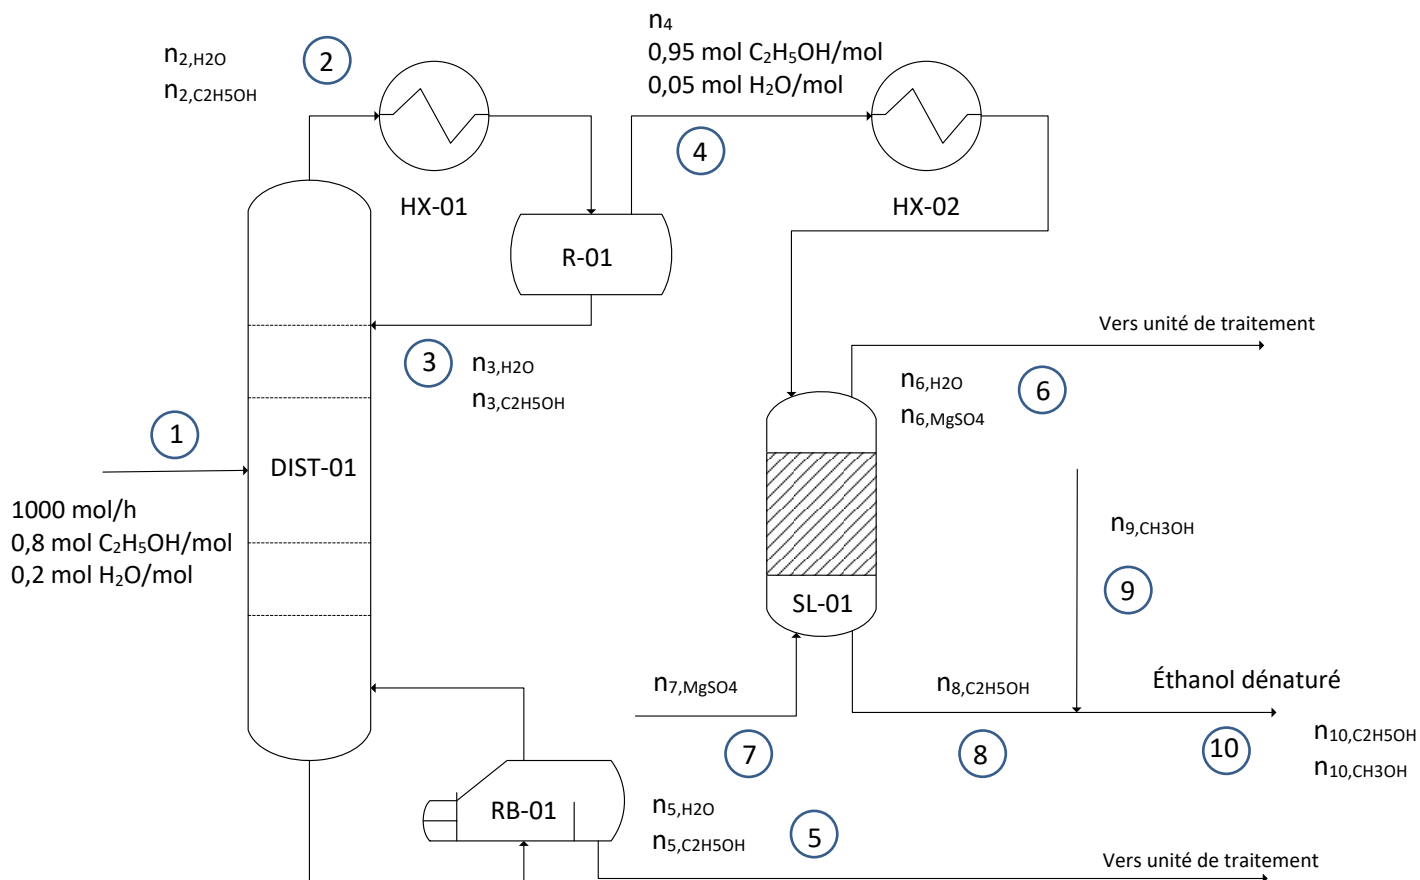 n₂,H2O
n₂,C2H5OH
2
HX-01
n₄
0,95 mol C₂H₅OH/mol
0,05 mol H₂O/mol
4
HX-02
R-01
3
n₃,H2O
n₃,C2H5OH
1
1000 mol/h
0,8 mol C₂H₅OH/mol
0,2 mol H₂O/mol
DIST-01
Vers unité de traitement
n₆,H2O
n₆,MgSO4
6
SL-01
n₉,CH3OH
9
n₇,MgSO4
7
n₈,C2H5OH
8
Éthanol dénaturé
10
n₁₀,C2H5OH
n₁₀,CH3OH
RB-01
n₅,H2O
n₅,C2H5OH
5
Vers unité de traitement